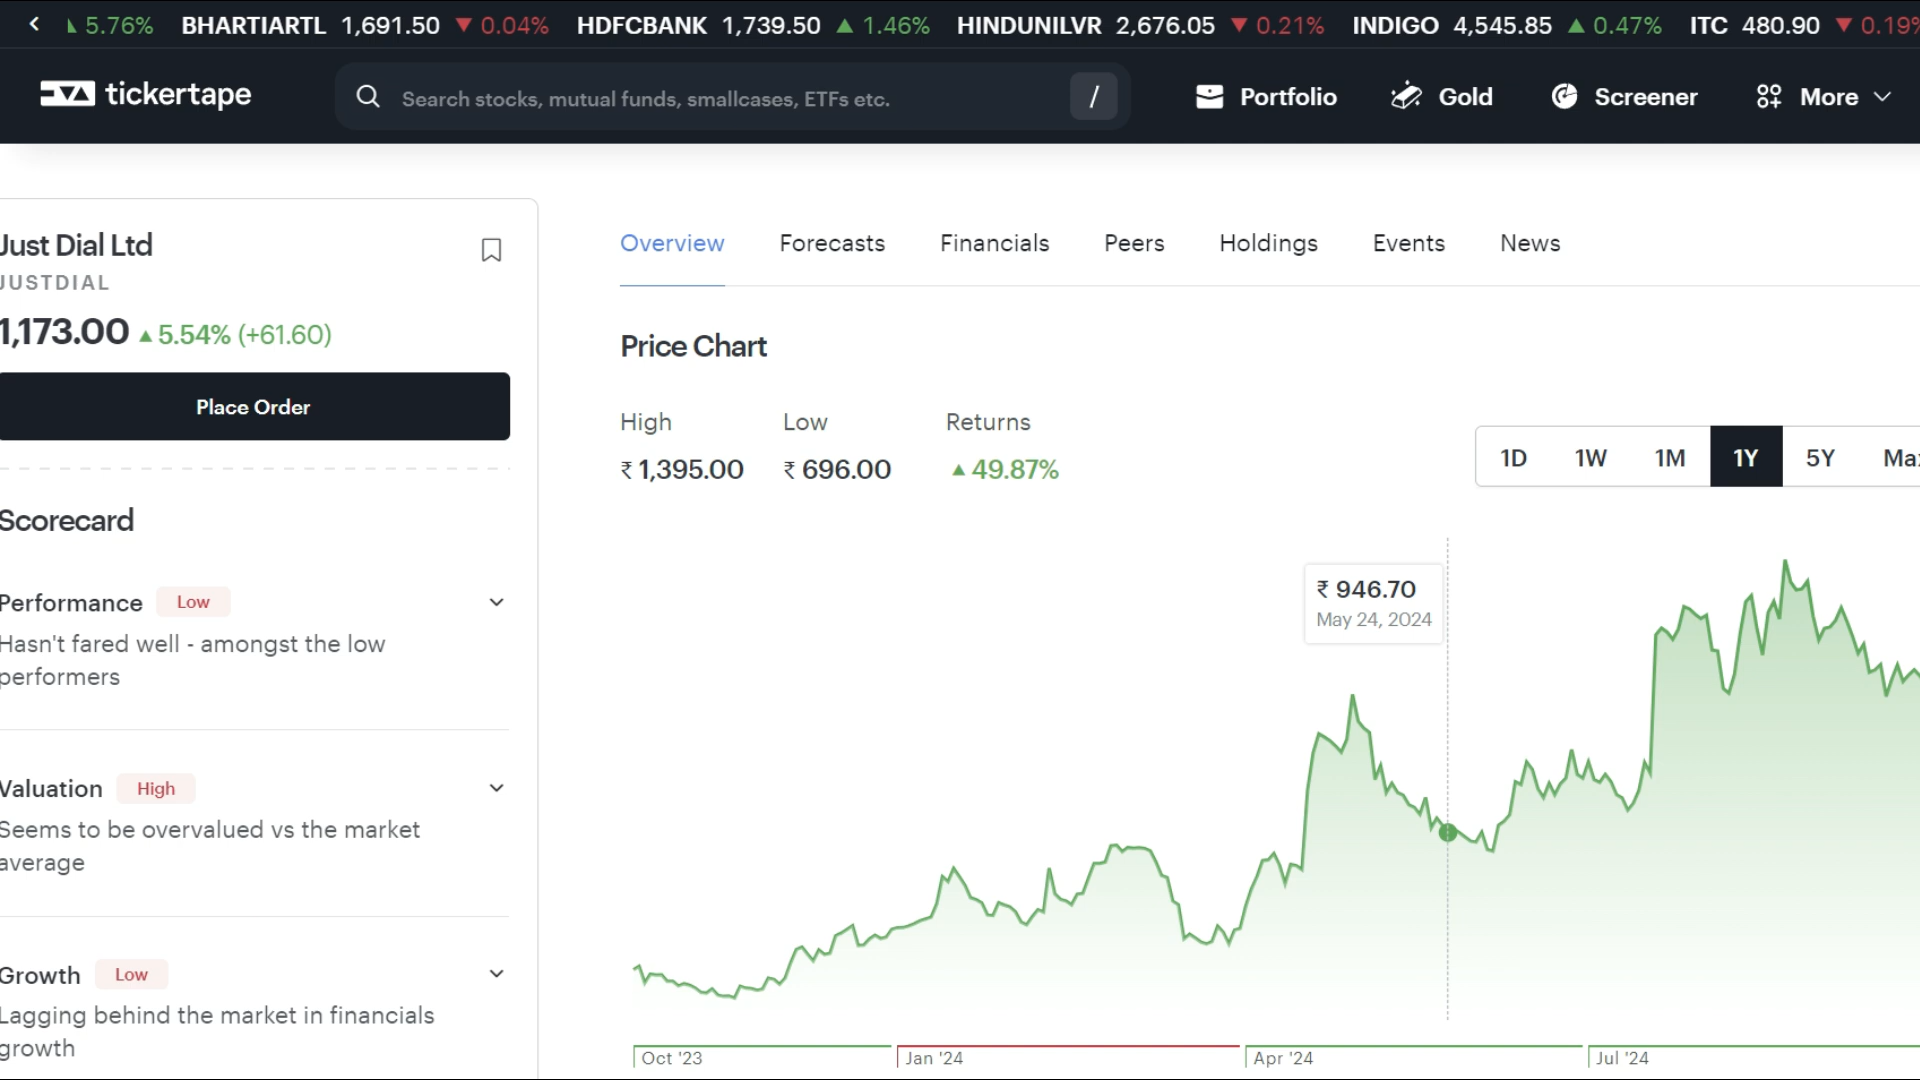 5.76% BHARTIARTL 1,691.50 ▼ 0.04% HDFCBANK 1,739.50 ▲ 1.46% HINDUNILVR 2,676.05 ▼ 0.21% INDIGO 4,545.85 ▲ 0.47% ITC 480.90 ▼ 0.19%
tickertape
Search stocks, mutual funds, smallcases, ETFs etc. /
Portfolio Gold Screener More
Just Dial Ltd
JUSTDIAL
1,173.00 ▲ 5.54% (+61.60)
Place Order
Scorecard
Performance Low
Hasn't fared well - amongst the low
performers
Valuation High
Seems to be overvalued vs the market
average
Growth Low
Lagging behind the market in financials
growth
Overview Forecasts Financials Peers Holdings Events News
Price Chart
High Low Returns
₹ 1,395.00 ₹ 696.00 ▲ 49.87%
1D 1W 1M 1Y 5Y Max
₹ 946.70
May 24, 2024
Oct '23 Jan '24 Apr '24 Jul '24